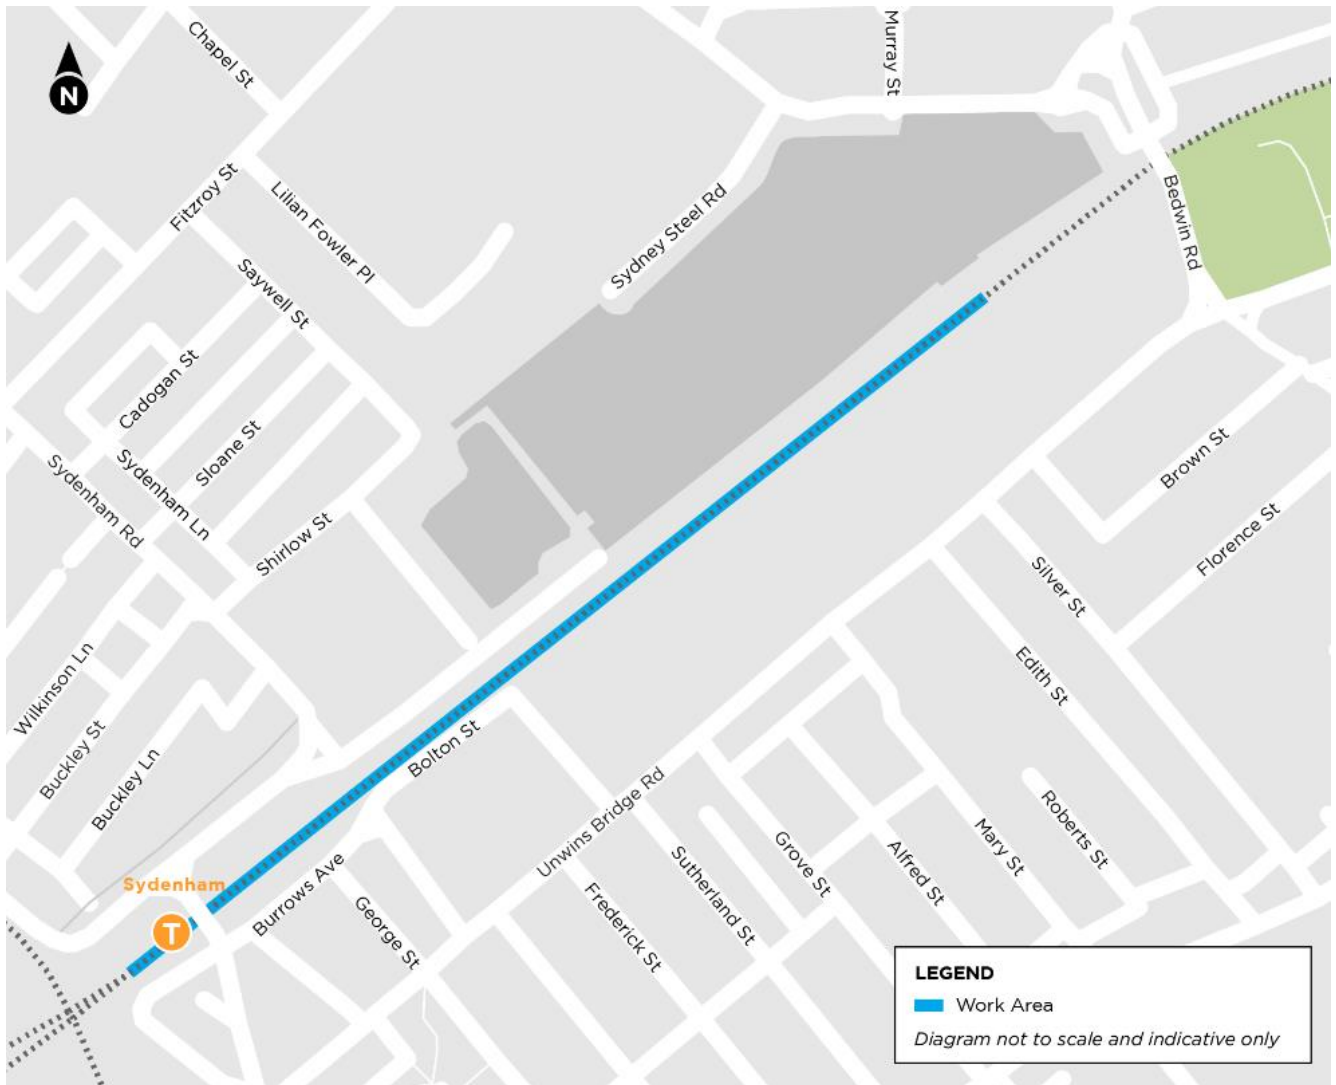 Chapel St
Murray St
N
Fitzroy St
Lilian Fowler Pl
Sydney Steel Rd
Bedwin Rd
Saywell St
Cadogan St
Sloane St
Sydenham Rd
Sydenham Ln
Shirlow St
Brown St
Florence St
Silver St
Edith St
Wilkinson Ln
Buckley St
Buckley Ln
Bolton St
Unwins Bridge Rd
Roberts St
Mary St
Alfred St
Grove St
Sutherland St
Frederick St
Sydenham
T
Burrows Ave
George St
LEGEND
Work Area
Diagram not to scale and indicative only